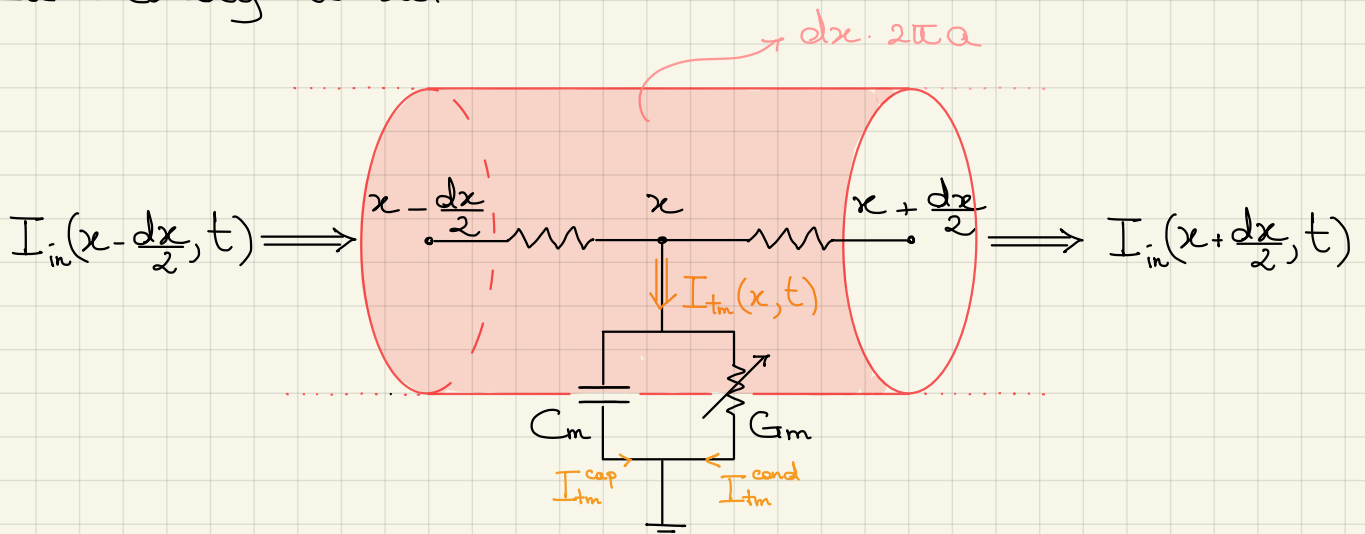 dx · 2πa
I_in(x - dx/2, t)
x - dx/2
x
x + dx/2
I_in(x + dx/2, t)
I_tm(x, t)
C_m
G_m
I_tm^cap
I_tm^cond